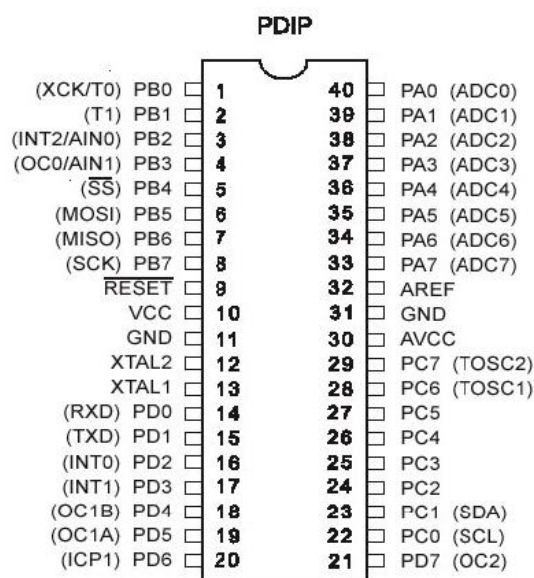 PDIP
(XCK/T0) PB0 1 40 PA0 (ADC0)
(T1) PB1 2 39 PA1 (ADC1)
(INT2/AIN0) PB2 3 38 PA2 (ADC2)
(OC0/AIN1) PB3 4 37 PA3 (ADC3)
(SS) PB4 5 36 PA4 (ADC4)
(MOSI) PB5 6 35 PA5 (ADC5)
(MISO) PB6 7 34 PA6 (ADC6)
(SCK) PB7 8 33 PA7 (ADC7)
RESET 9 32 AREF
VCC 10 31 GND
GND 11 30 AVCC
XTAL2 12 29 PC7 (TOSC2)
XTAL1 13 28 PC6 (TOSC1)
(RXD) PD0 14 27 PC5
(TXD) PD1 15 26 PC4
(INT0) PD2 16 25 PC3
(INT1) PD3 17 24 PC2
(OC1B) PD4 18 23 PC1 (SDA)
(OC1A) PD5 19 22 PC0 (SCL)
(ICP1) PD6 20 21 PD7 (OC2)